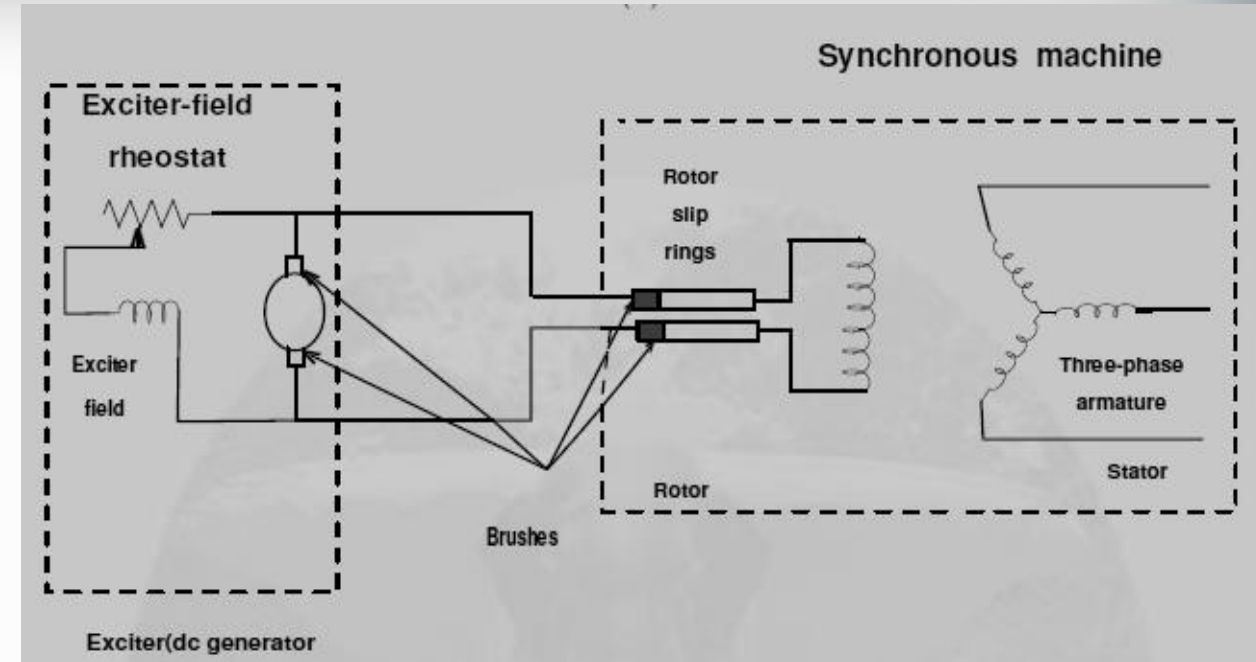 Synchronous machine
Exciter-field
rheostat
Rotor
slip
rings
Exciter
field
Three-phase
armature
Stator
Rotor
Brushes
Exciter(dc generator